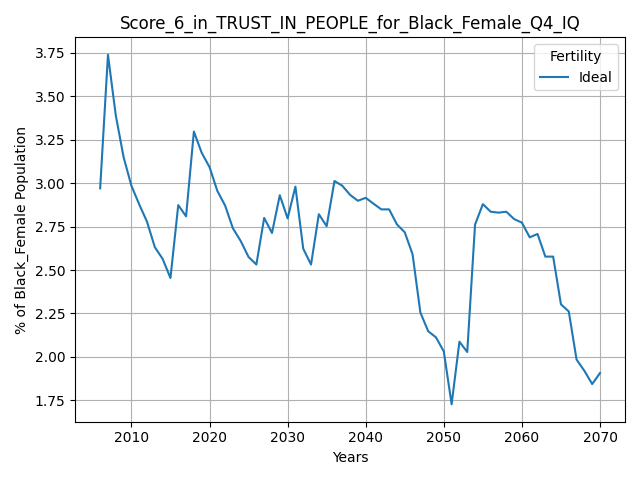 Score_6_in_TRUST_IN_PEOPLE_for_Black_Female_Q4_IQ
Fertility
Ideal
% of Black_Female Population
3.75
3.50
3.25
3.00
2.75
2.50
2.25
2.00
1.75
2010 2020 2030 2040 2050 2060 2070
Years